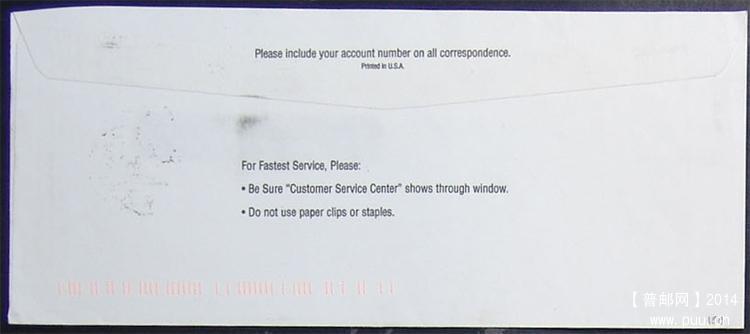 Please include your account number on all correspondence.
Printed in U.S.A.
For Fastest Service, Please:
• Be Sure "Customer Service Center" shows through window.
• Do not use paper clips or staples.
【普邮网】2014
www.puu.cn